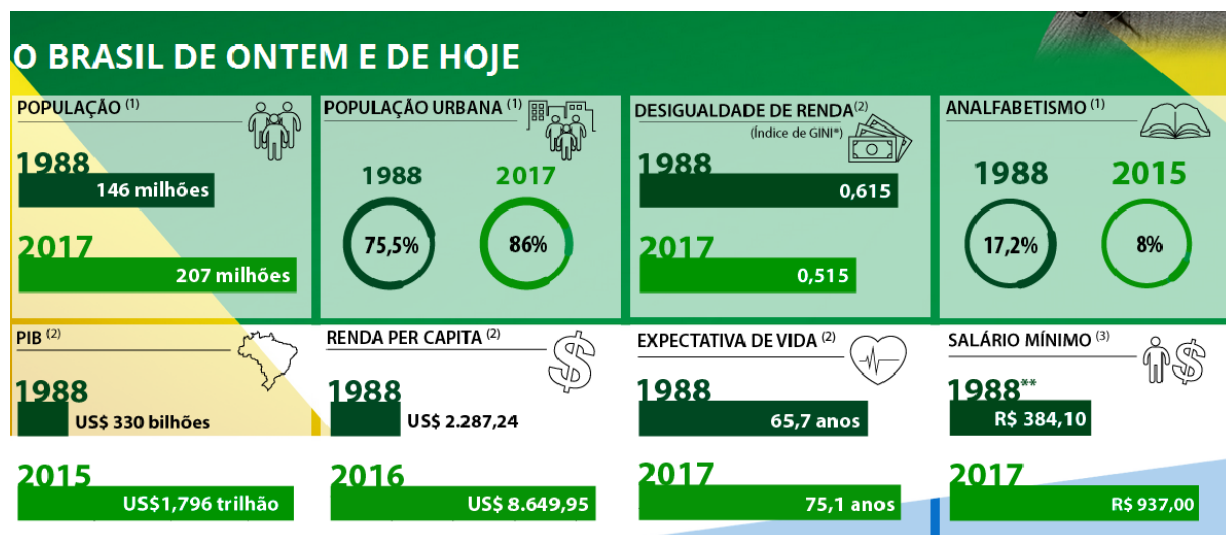 O BRASIL DE ONTEM E DE HOJE
POPULAÇÃO (1)
1988
146 milhões
2017
207 milhões
POPULAÇÃO URBANA (1)
1988 2017
75,5% 86%
DESIGUALDADE DE RENDA(2)
(Índice de GINI*)
1988
0,615
2017
0,515
ANALFABETISMO (1)
1988 2015
17,2% 8%
PIB (2)
1988
US$ 330 bilhões
2015
US$1,796 trilhão
RENDA PER CAPITA (2)
1988
US$ 2.287,24
2016
US$ 8.649,95
EXPECTATIVA DE VIDA (2)
1988
65,7 anos
2017
75,1 anos
SALÁRIO MÍNIMO (3)
1988**
R$ 384,10
2017
R$ 937,00